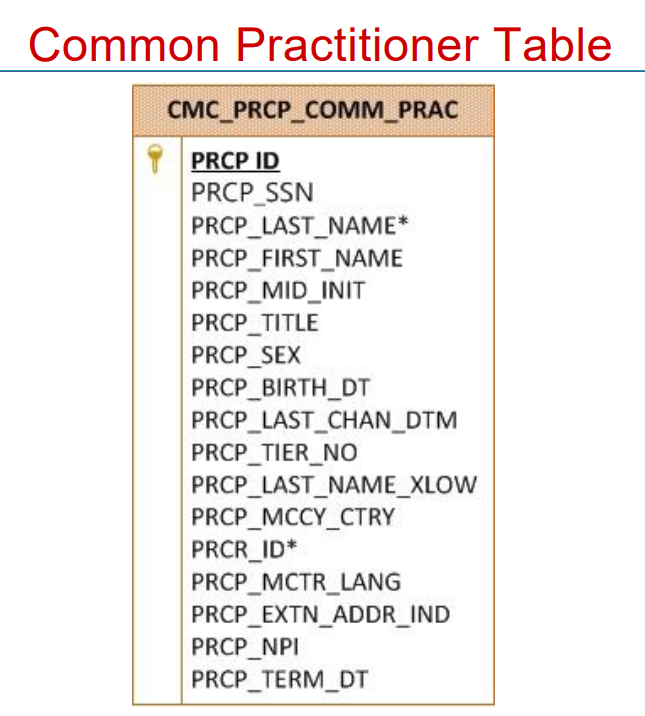 Common Practitioner Table
CMC_PRCP_COMM_PRAC
PRCP ID
PRCP_SSN
PRCP_LAST_NAME*
PRCP_FIRST_NAME
PRCP_MID_INIT
PRCP_TITLE
PRCP_SEX
PRCP_BIRTH_DT
PRCP_LAST_CHAN_DTM
PRCP_TIER_NO
PRCP_LAST_NAME_XLOW
PRCP_MCCY_CTRY
PRCR_ID*
PRCP_MCTR_LANG
PRCP_EXTN_ADDR_IND
PRCP_NPI
PRCP_TERM_DT